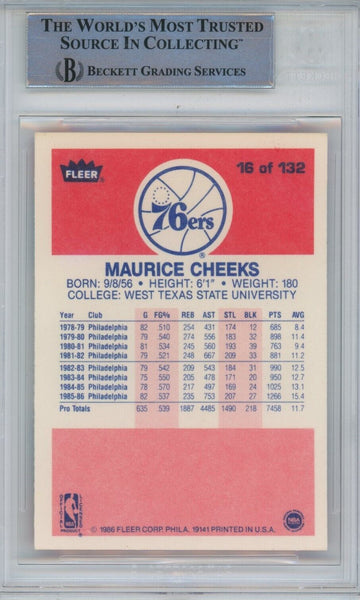 THE WORLD'S MOST TRUSTED
SOURCE IN COLLECTING™
B BECKETT GRADING SERVICES
FLEER
76ers
®
16 of 132
MAURICE CHEEKS
BORN: 9/8/56 • HEIGHT: 6'1" • WEIGHT: 180
COLLEGE: WEST TEXAS STATE UNIVERSITY
Year Club G FG% REB AST STL BLK PTS AVG
1978-79 Philadelphia 82 .510 254 431 174 12 685 8.4
1979-80 Philadelphia 79 .540 274 556 183 32 898 11.4
1980-81 Philadelphia 81 .534 245 560 193 39 763 9.4
1981-82 Philadelphia 79 .521 248 667 209 33 881 11.2
1982-83 Philadelphia 79 .542 209 543 184 31 990 12.5
1983-84 Philadelphia 75 .550 205 478 171 20 950 12.7
1984-85 Philadelphia 78 .570 217 497 169 24 1025 13.1
1985-86 Philadelphia 82 .537 235 753 207 27 1266 15.4
Pro Totals 635 .539 1887 4485 1490 218 7458 11.7
NBA
© 1986 FLEER CORP. PHILA. 19141 PRINTED IN U.S.A.